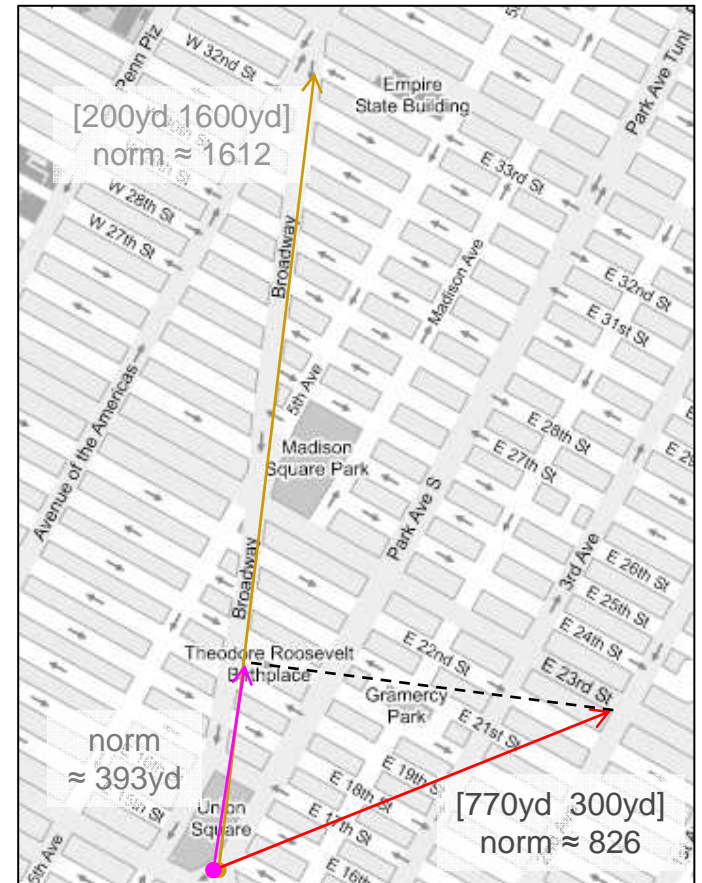 W 32nd St
Penn Plz
Empire
State Building
Park Ave Tunl
[200yd 1600yd]
norm ≈ 1612
E 33rd St
W 28th St
W 27th St
Broadway
Madison Ave
E 32nd St
E 31st St
5th Ave
Avenue of the Americas
Madison
Square Park
E 28th St
E 27th St
Park Ave S
3rd Ave
Broadway
E 26th St
E 25th St
E 24th St
E 23rd St
Theodore Roosevelt
Birthplace
E 22nd St
Gramercy
Park
E 21st St
norm
≈ 393yd
E 19th St
E 18th St
E 17th St
E 16th St
Union
Square
[770yd 300yd]
norm ≈ 826
5th Ave